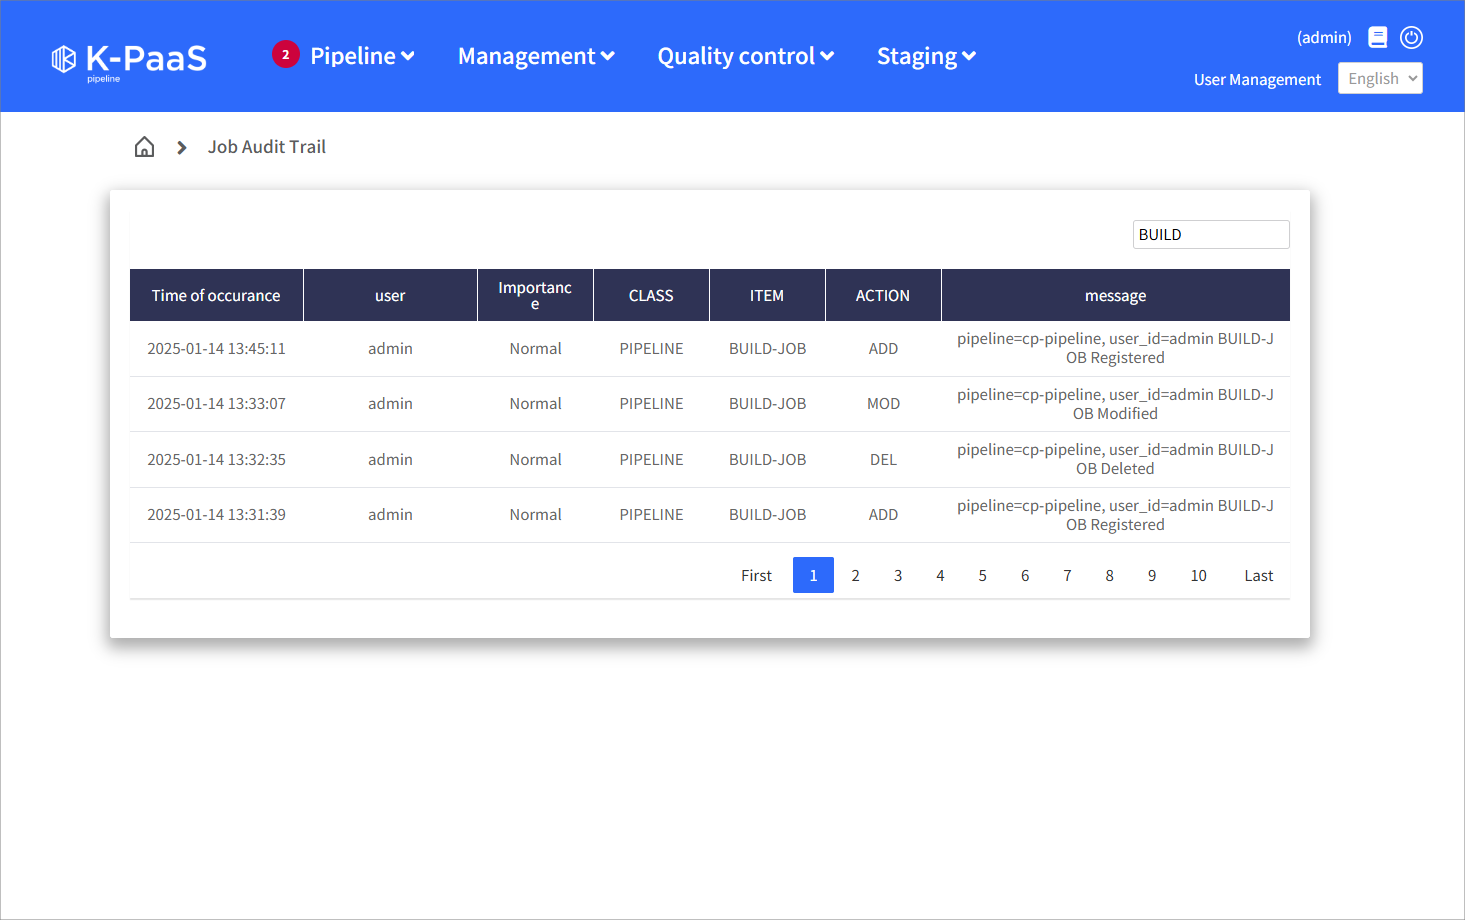 K-PaaS
pipeline
2
Pipeline
Management
Quality control
Staging
(admin)
User Management
English
Job Audit Trail
BUILD
Time of occurance user Importanc CLASS ITEM ACTION message
e
2025-01-14 13:45:11 admin Normal PIPELINE BUILD-JOB ADD pipeline=cp-pipeline, user_id=admin BUILD-J
OB Registered
2025-01-14 13:33:07 admin Normal PIPELINE BUILD-JOB MOD pipeline=cp-pipeline, user_id=admin BUILD-J
OB Modified
2025-01-14 13:32:35 admin Normal PIPELINE BUILD-JOB DEL pipeline=cp-pipeline, user_id=admin BUILD-J
OB Deleted
2025-01-14 13:31:39 admin Normal PIPELINE BUILD-JOB ADD pipeline=cp-pipeline, user_id=admin BUILD-J
OB Registered
First 1 2 3 4 5 6 7 8 9 10 Last